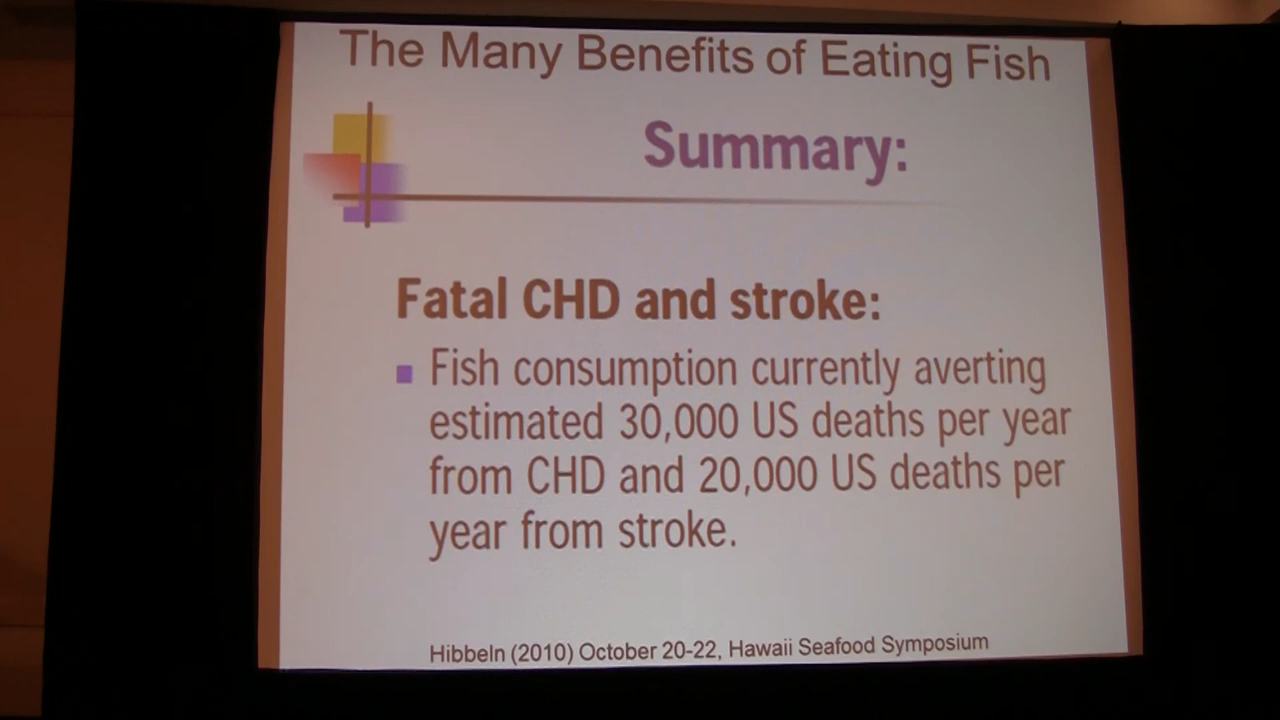 The Many Benefits of Eating Fish
Summary:
Fatal CHD and stroke:
Fish consumption currently averting
estimated 30,000 US deaths per year
from CHD and 20,000 US deaths per
year from stroke.
Hibbeln (2010) October 20-22, Hawaii Seafood Symposium